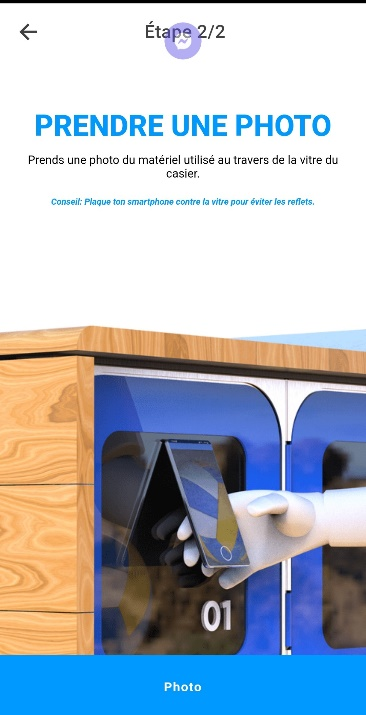 Étape 2/2
PRENDRE UNE PHOTO
Prends une photo du matériel utilisé au travers de la vitre du
casier.
Conseil: Plaque ton smartphone contre la vitre pour éviter les reflets.
01
Photo